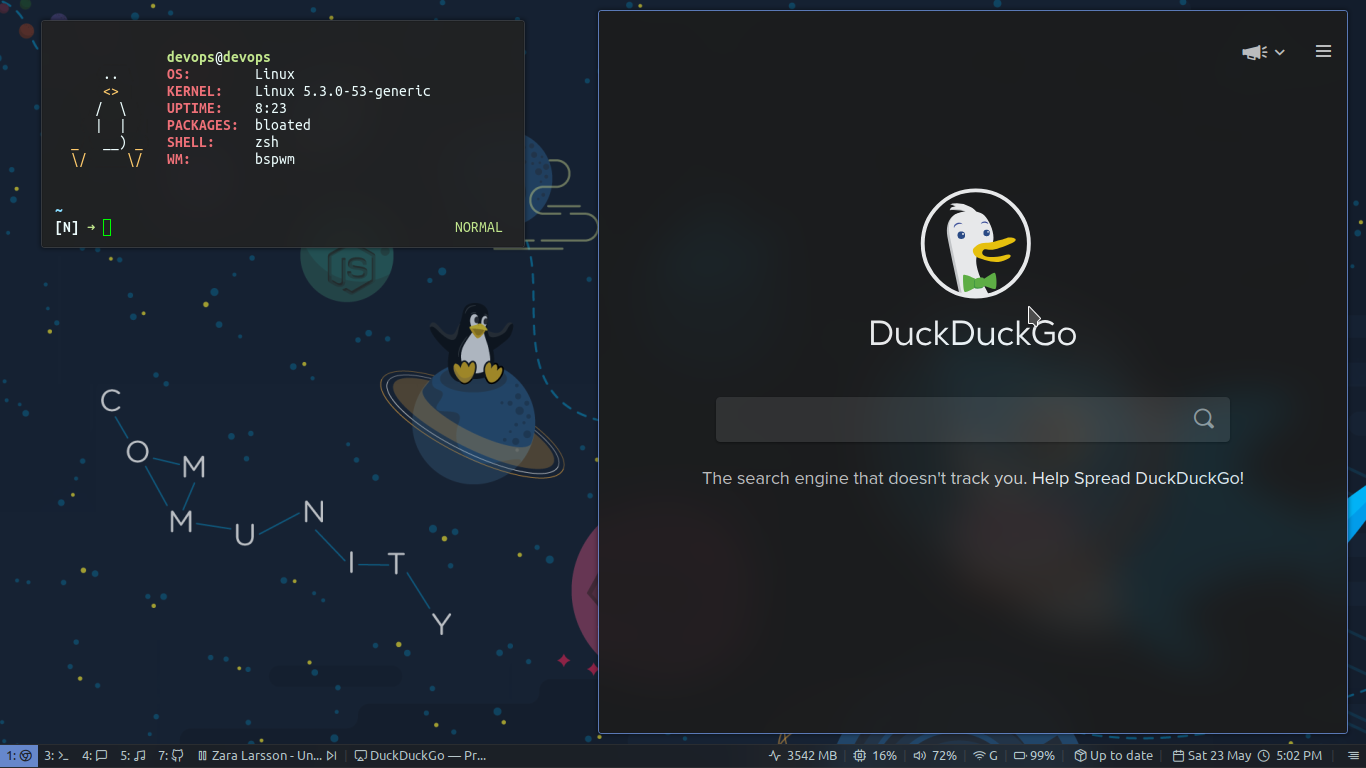 devops@devops
OS: Linux
KERNEL: Linux 5.3.0-53-generic
UPTIME: 8:23
PACKAGES: bloated
SHELL: zsh
WM: bspwm
~
[N] ➜
NORMAL
JS
COMMUNITY
DuckDuckGo
The search engine that doesn't track you. Help Spread DuckDuckGo!
1: 3: 4: 5: 7: Zara Larsson - Un... DuckDuckGo — Pr... 3542 MB 16% 72% G 99% Up to date Sat 23 May 5:02 PM